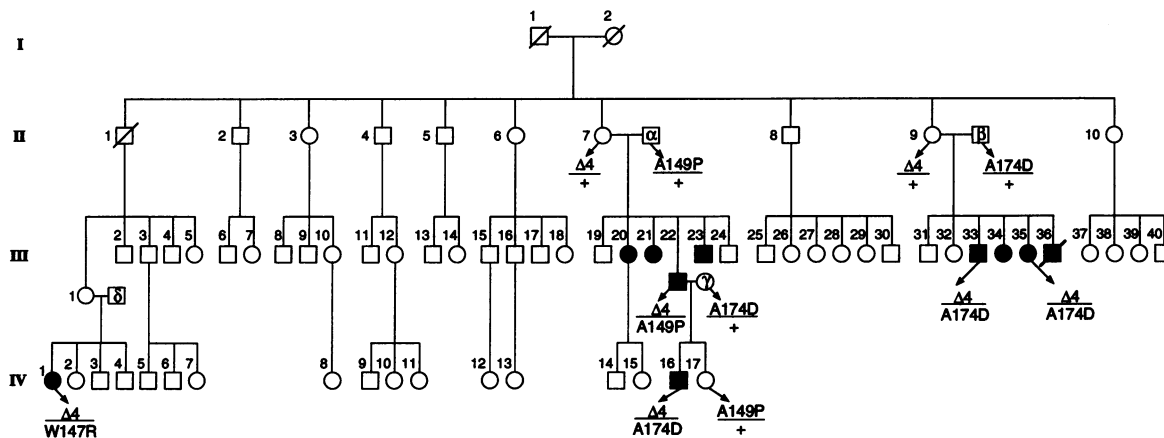 I 1 2
II 1 2 3 4 5 6 7 α 8 9 β 10
Δ4 A149P Δ4 A174D
+ + + +
III 2 3 4 5 6 7 8 9 10 11 12 13 14 15 16 17 18 19 20 21 22 23 24 25 26 27 28 29 30 31 32 33 34 35 36 37 38 39 40
1 δ γ
Δ4 A174D Δ4 Δ4
A149P + A174D A174D
IV 1 2 3 4 5 6 7 8 9 10 11 12 13 14 15 16 17
Δ4 Δ4 A149P
W147R A174D +